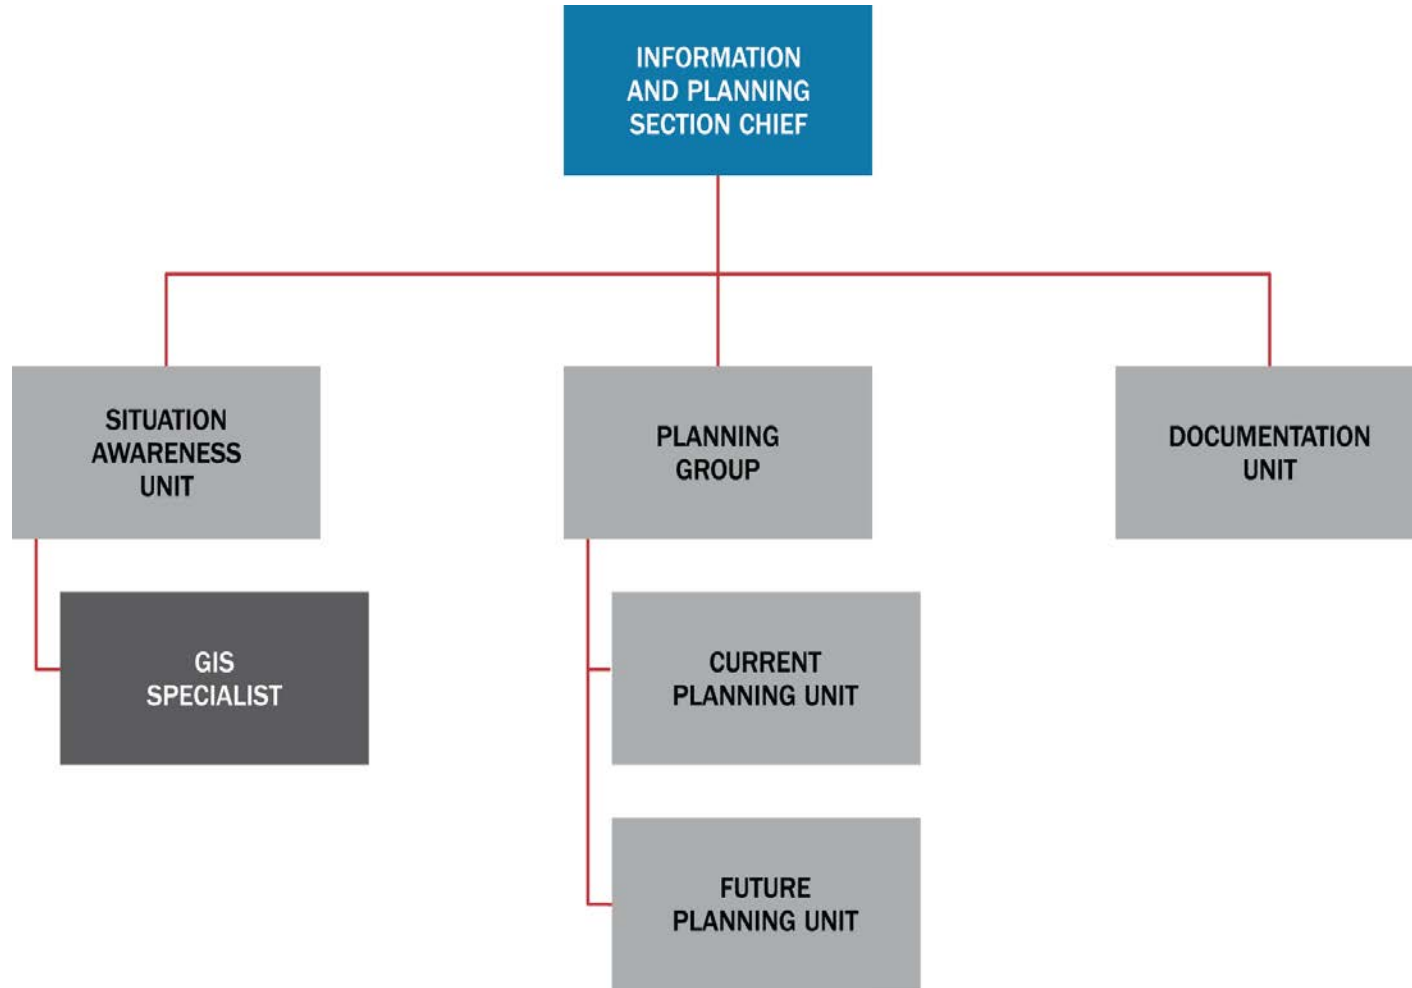 INFORMATION
AND PLANNING
SECTION CHIEF
SITUATION
AWARENESS
UNIT
PLANNING
GROUP
DOCUMENTATION
UNIT
GIS
SPECIALIST
CURRENT
PLANNING UNIT
FUTURE
PLANNING UNIT